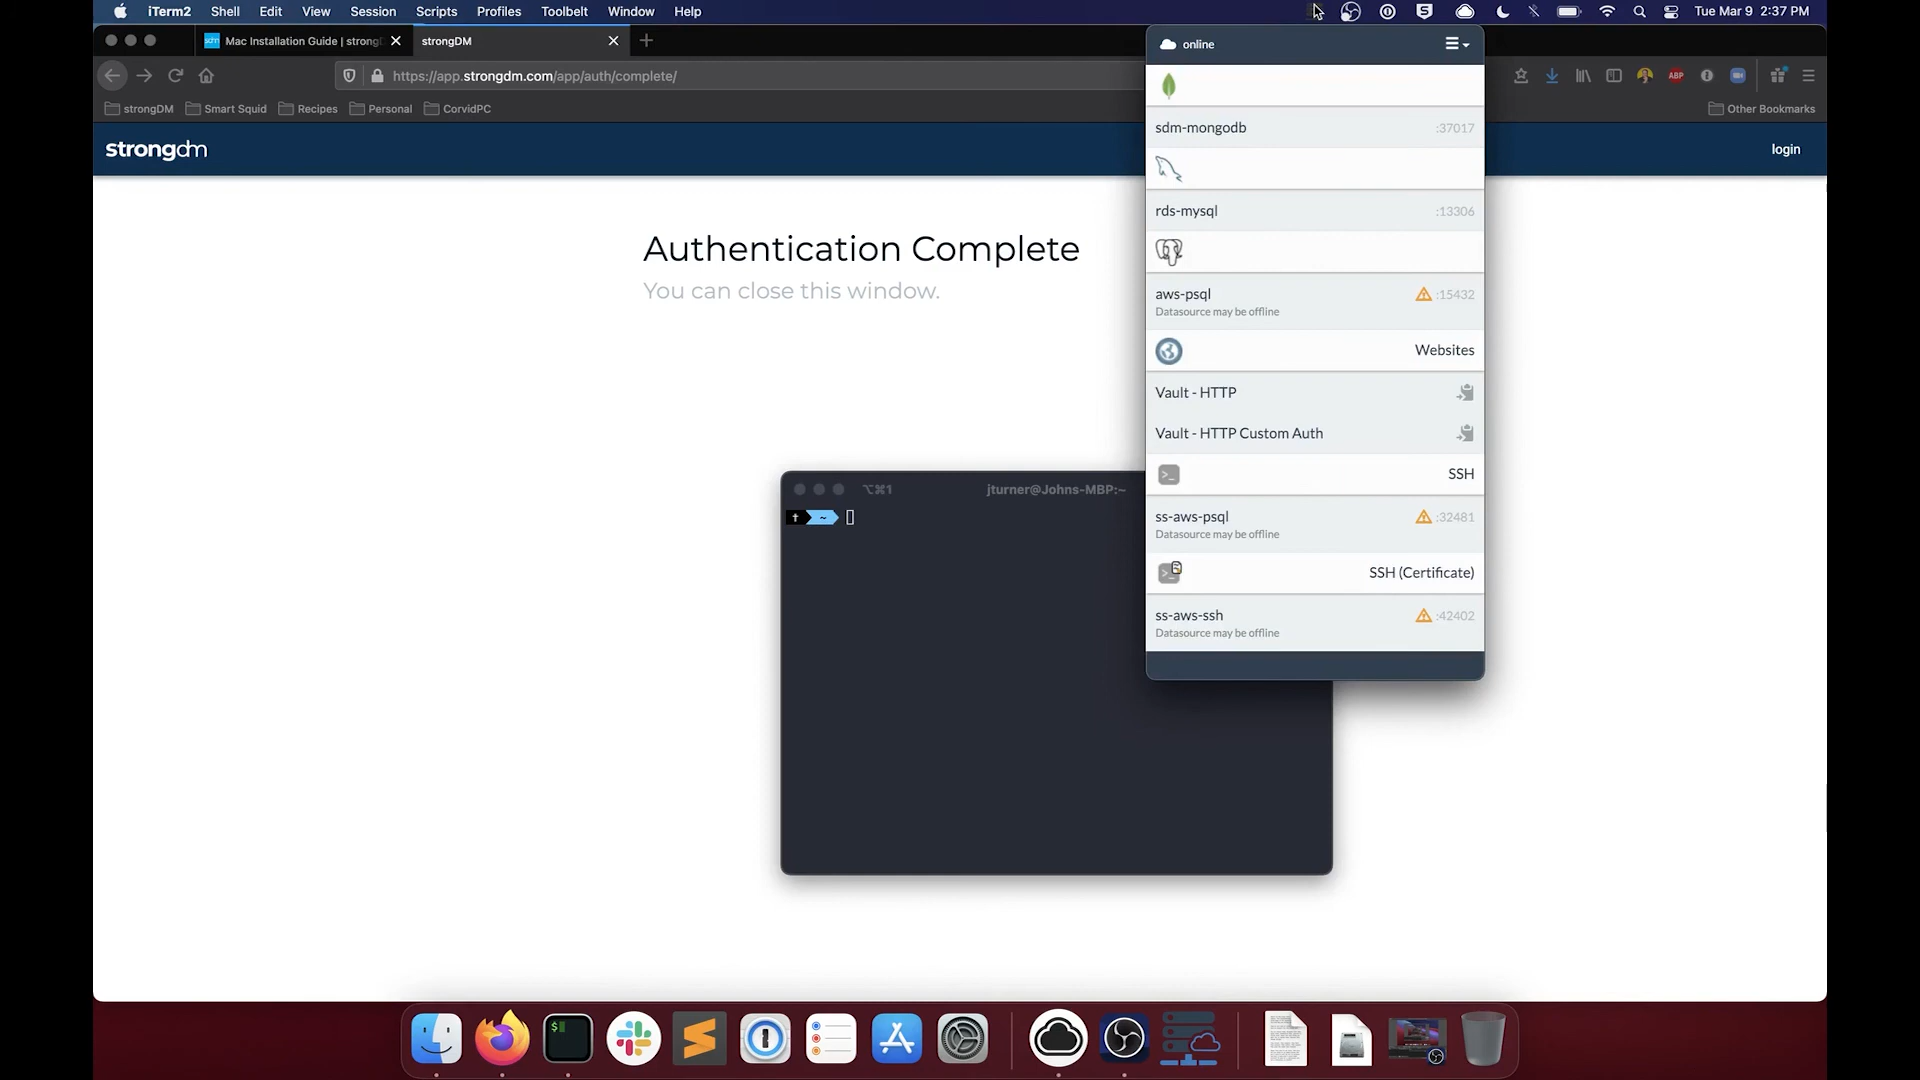 iTerm2 Shell Edit View Session Scripts Profiles Toolbelt Window Help Tue Mar 9 2:37 PM
Mac Installation Guide | strongD
strongDM
https://app.strongdm.com/app/auth/complete/
ABP
strongDM Smart Squid Recipes Personal CorvidPC Other Bookmarks
strongdm
login
Authentication Complete
You can close this window.
online
sdm-mongodb :37017
rds-mysql :13306
aws-psql :15432
Datasource may be offline
Websites
Vault - HTTP
Vault - HTTP Custom Auth
SSH
ss-aws-psql :32481
Datasource may be offline
SSH (Certificate)
ss-aws-ssh :42402
Datasource may be offline
⌥⌘1 jturner@Johns-MBP:~
~